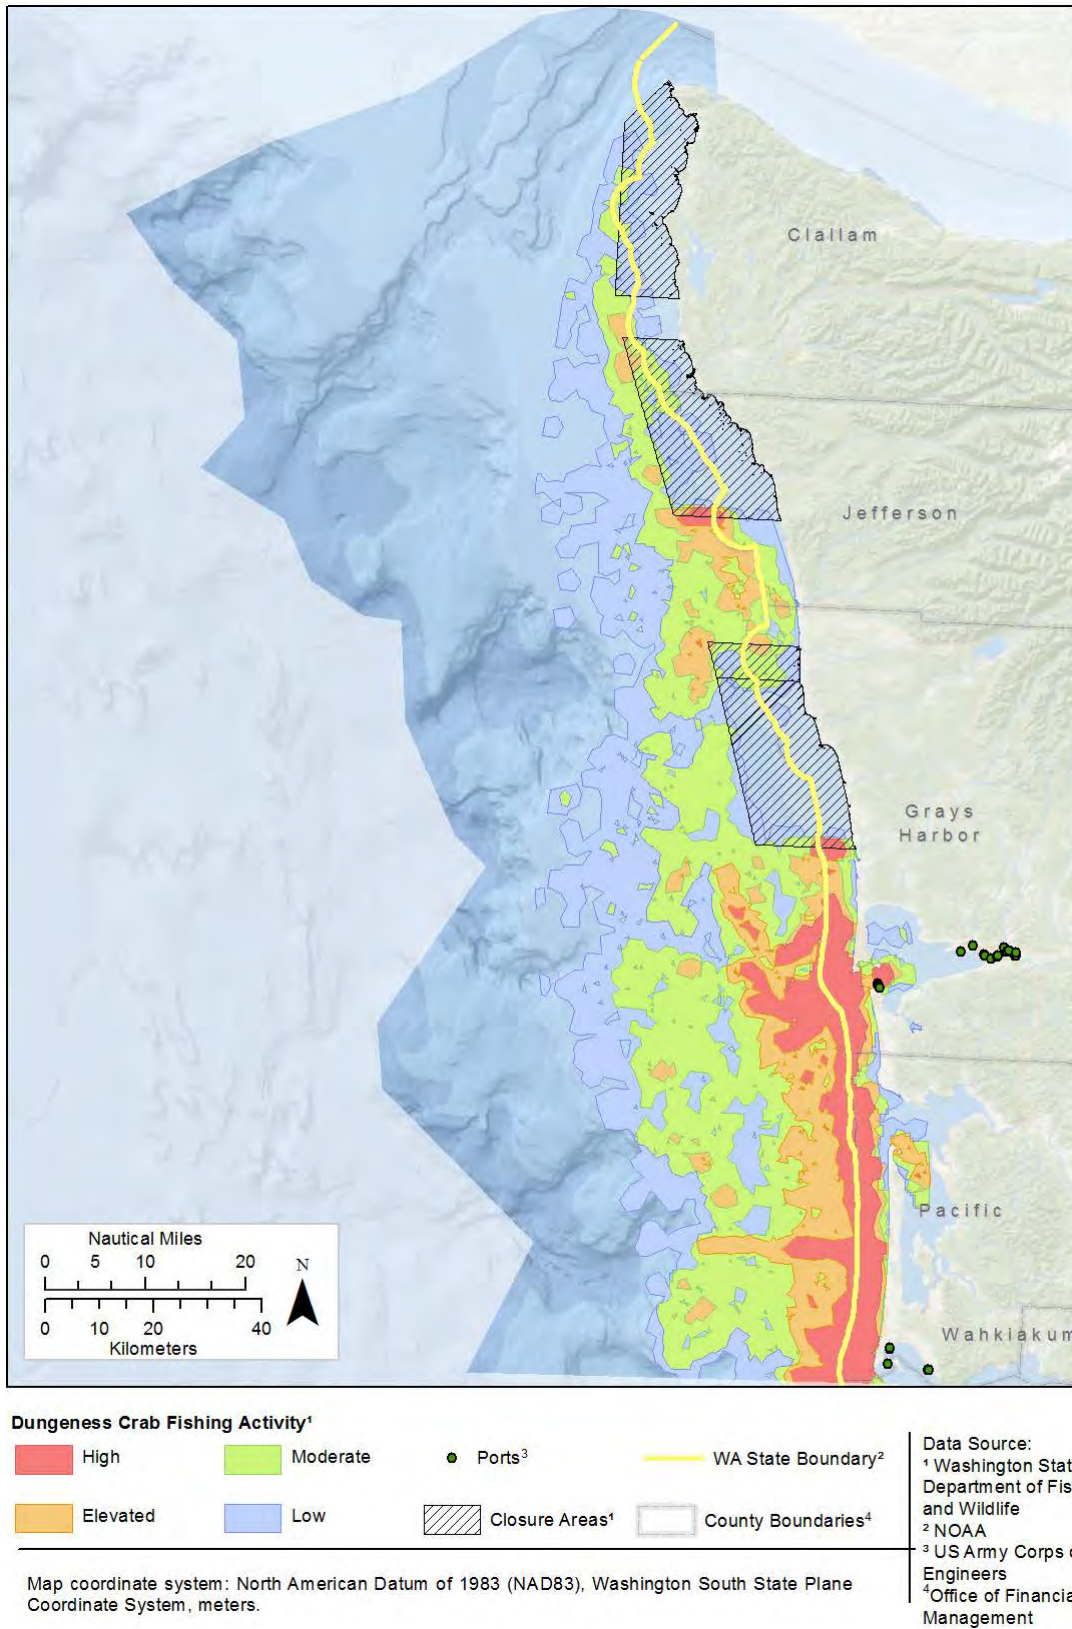 Clallam
Jefferson
Grays
Harbor
Pacific
Wahkiakum
Nautical Miles
0 5 10 20
N
0 10 20 40
Kilometers
Dungeness Crab Fishing Activity¹
High
Moderate
Ports³
WA State Boundary²
Elevated
Low
Closure Areas¹
County Boundaries⁴
Data Source:
¹ Washington Stat
Department of Fis
and Wildlife
² NOAA
³ US Army Corps o
Engineers
⁴Office of Financia
Management
Map coordinate system: North American Datum of 1983 (NAD83), Washington South State Plane
Coordinate System, meters.